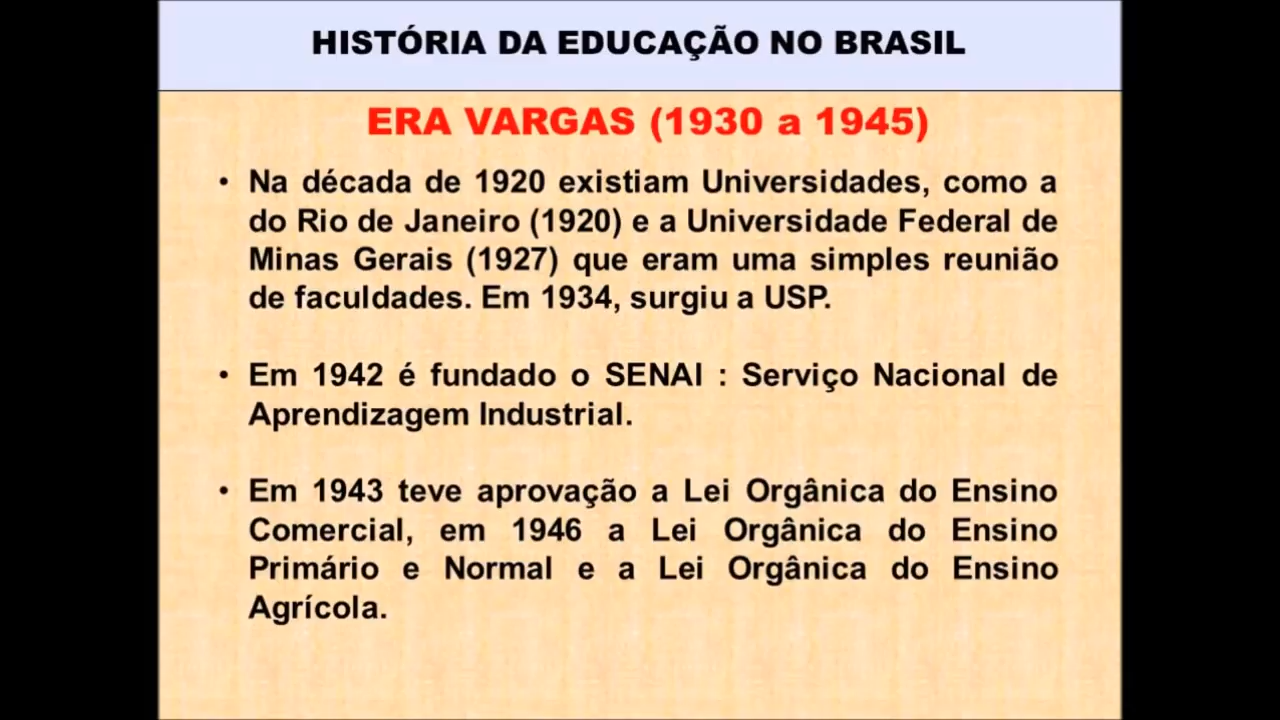 HISTÓRIA DA EDUCAÇÃO NO BRASIL
ERA VARGAS (1930 a 1945)
• Na década de 1920 existiam Universidades, como a
do Rio de Janeiro (1920) e a Universidade Federal de
Minas Gerais (1927) que eram uma simples reunião
de faculdades. Em 1934, surgiu a USP.
• Em 1942 é fundado o SENAI : Serviço Nacional de
Aprendizagem Industrial.
• Em 1943 teve aprovação a Lei Orgânica do Ensino
Comercial, em 1946 a Lei Orgânica do Ensino
Primário e Normal e a Lei Orgânica do Ensino
Agrícola.